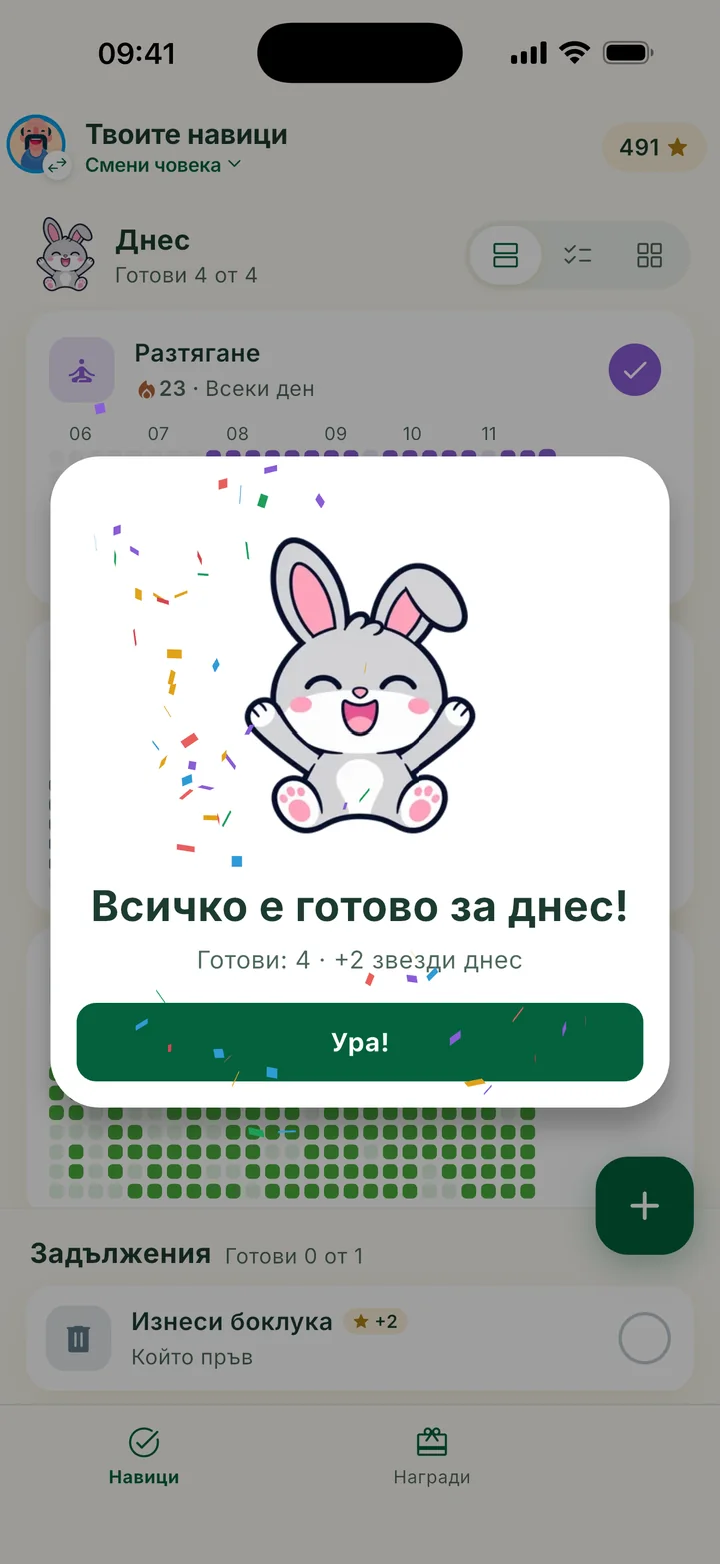 09:41
Твоите навици
Смени човека
491
Днес
Готови 4 от 4
Разтягане
23 · Всеки ден
06 07 08 09 10 11
Всичко е готово за днес!
Готови: 4 · +2 звезди днес
Ура!
Задължения Готови 0 от 1
Изнеси боклука +2
Който пръв
Навици Награди